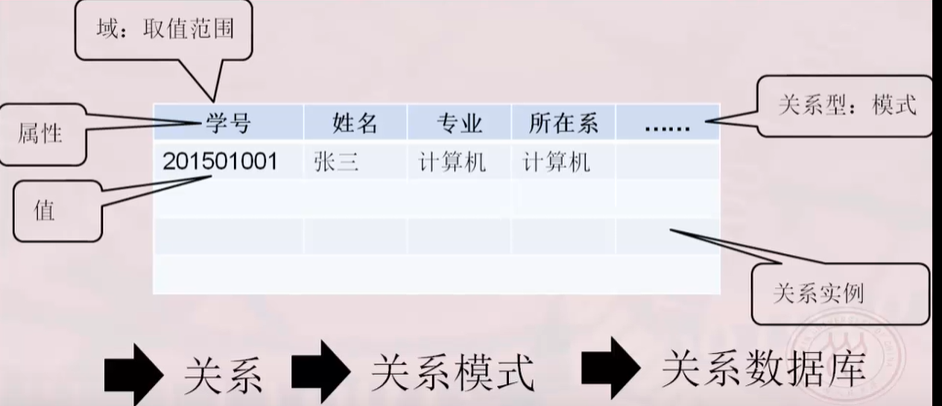 域：取值范围
属性
学号 姓名 专业 所在系 ……
关系型：模式
201501001 张三 计算机 计算机
值
关系实例
关系 关系模式 关系数据库